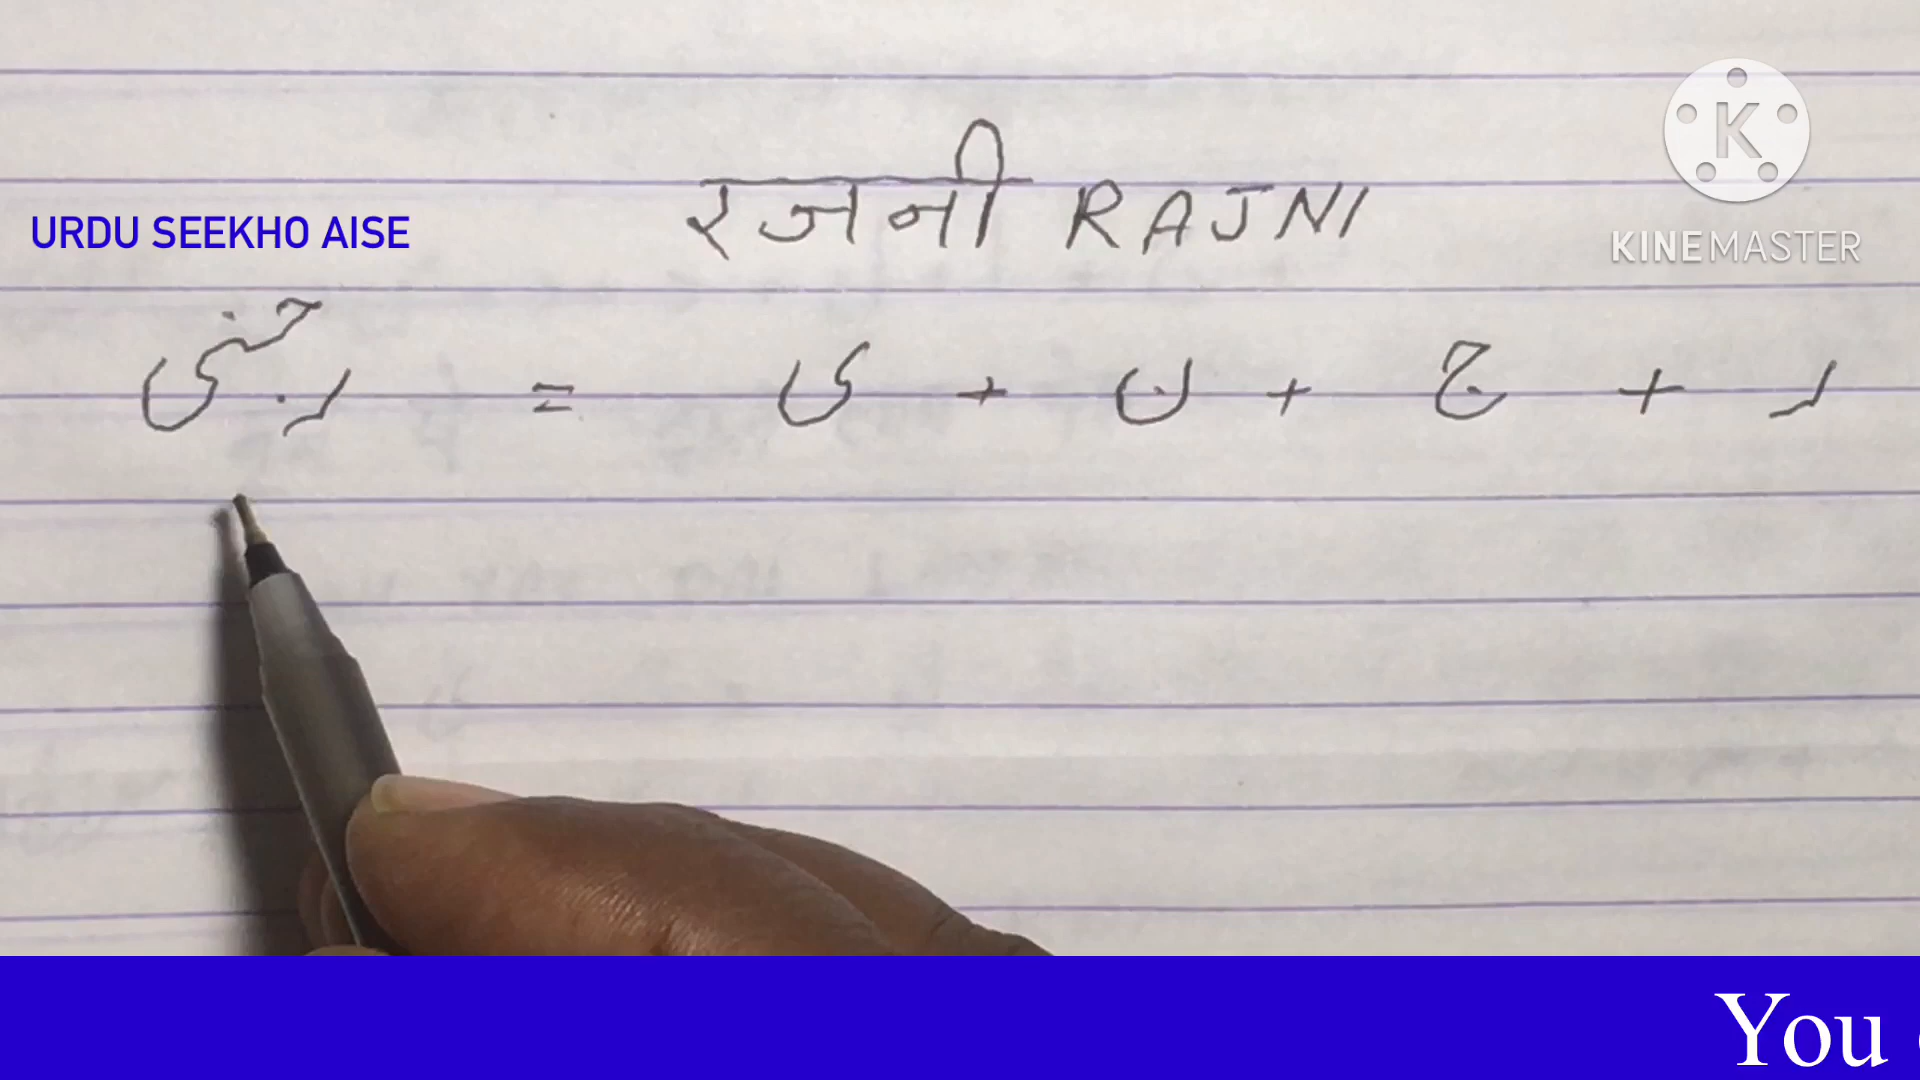 रजनी RAJNI
KINEMASTER
URDU SEEKHO AISE
ر + ج + ن + ی = رجنی
You